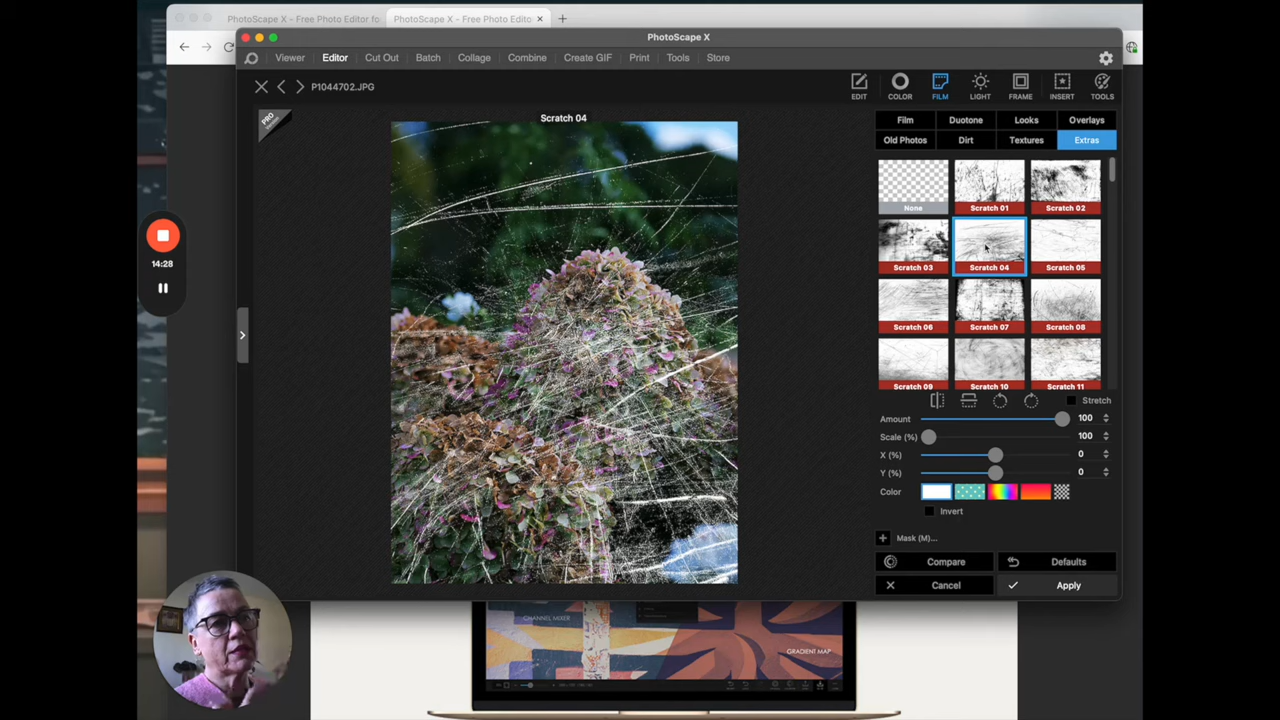 PhotoScape X - Free Photo Editor fo
PhotoScape X - Free Photo Edito
PhotoScape X
Viewer
Editor
Cut Out
Batch
Collage
Combine
Create GIF
Print
Tools
Store
P1044702.JPG
EDIT
COLOR
FILM
LIGHT
FRAME
INSERT
TOOLS
PRO
Scratch 04
Film
Duotone
Looks
Overlays
Old Photos
Dirt
Textures
Extras
None
Scratch 01
Scratch 02
Scratch 03
Scratch 04
Scratch 05
Scratch 06
Scratch 07
Scratch 08
Scratch 09
Scratch 10
Scratch 11
14:28
Stretch
Amount 100
Scale (%) 100
X (%) 0
Y (%) 0
Color
Invert
Mask (M)...
Compare
Defaults
Cancel
Apply
CHANNEL MIXER
GRADIENT MAP